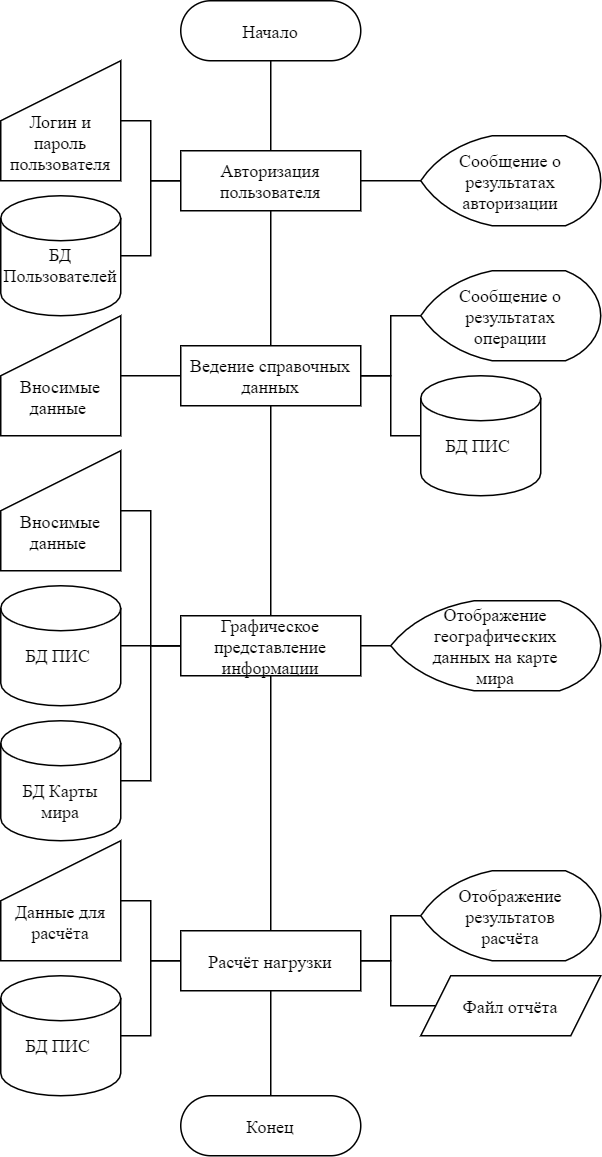 Начало
Логин и
пароль
пользователя
Авторизация
пользователя
Сообщение о
результатах
авторизации
БД
Пользователей
Сообщение о
результатах
операции
Вносимые
данные
Ведение справочных
данных
БД ПИС
Вносимые
данные
БД ПИС
Графическое
представление
информации
Отображение
географических
данных на карте
мира
БД Карты
мира
Данные для
расчёта
Отображение
результатов
расчёта
Расчёт нагрузки
Файл отчёта
БД ПИС
Конец